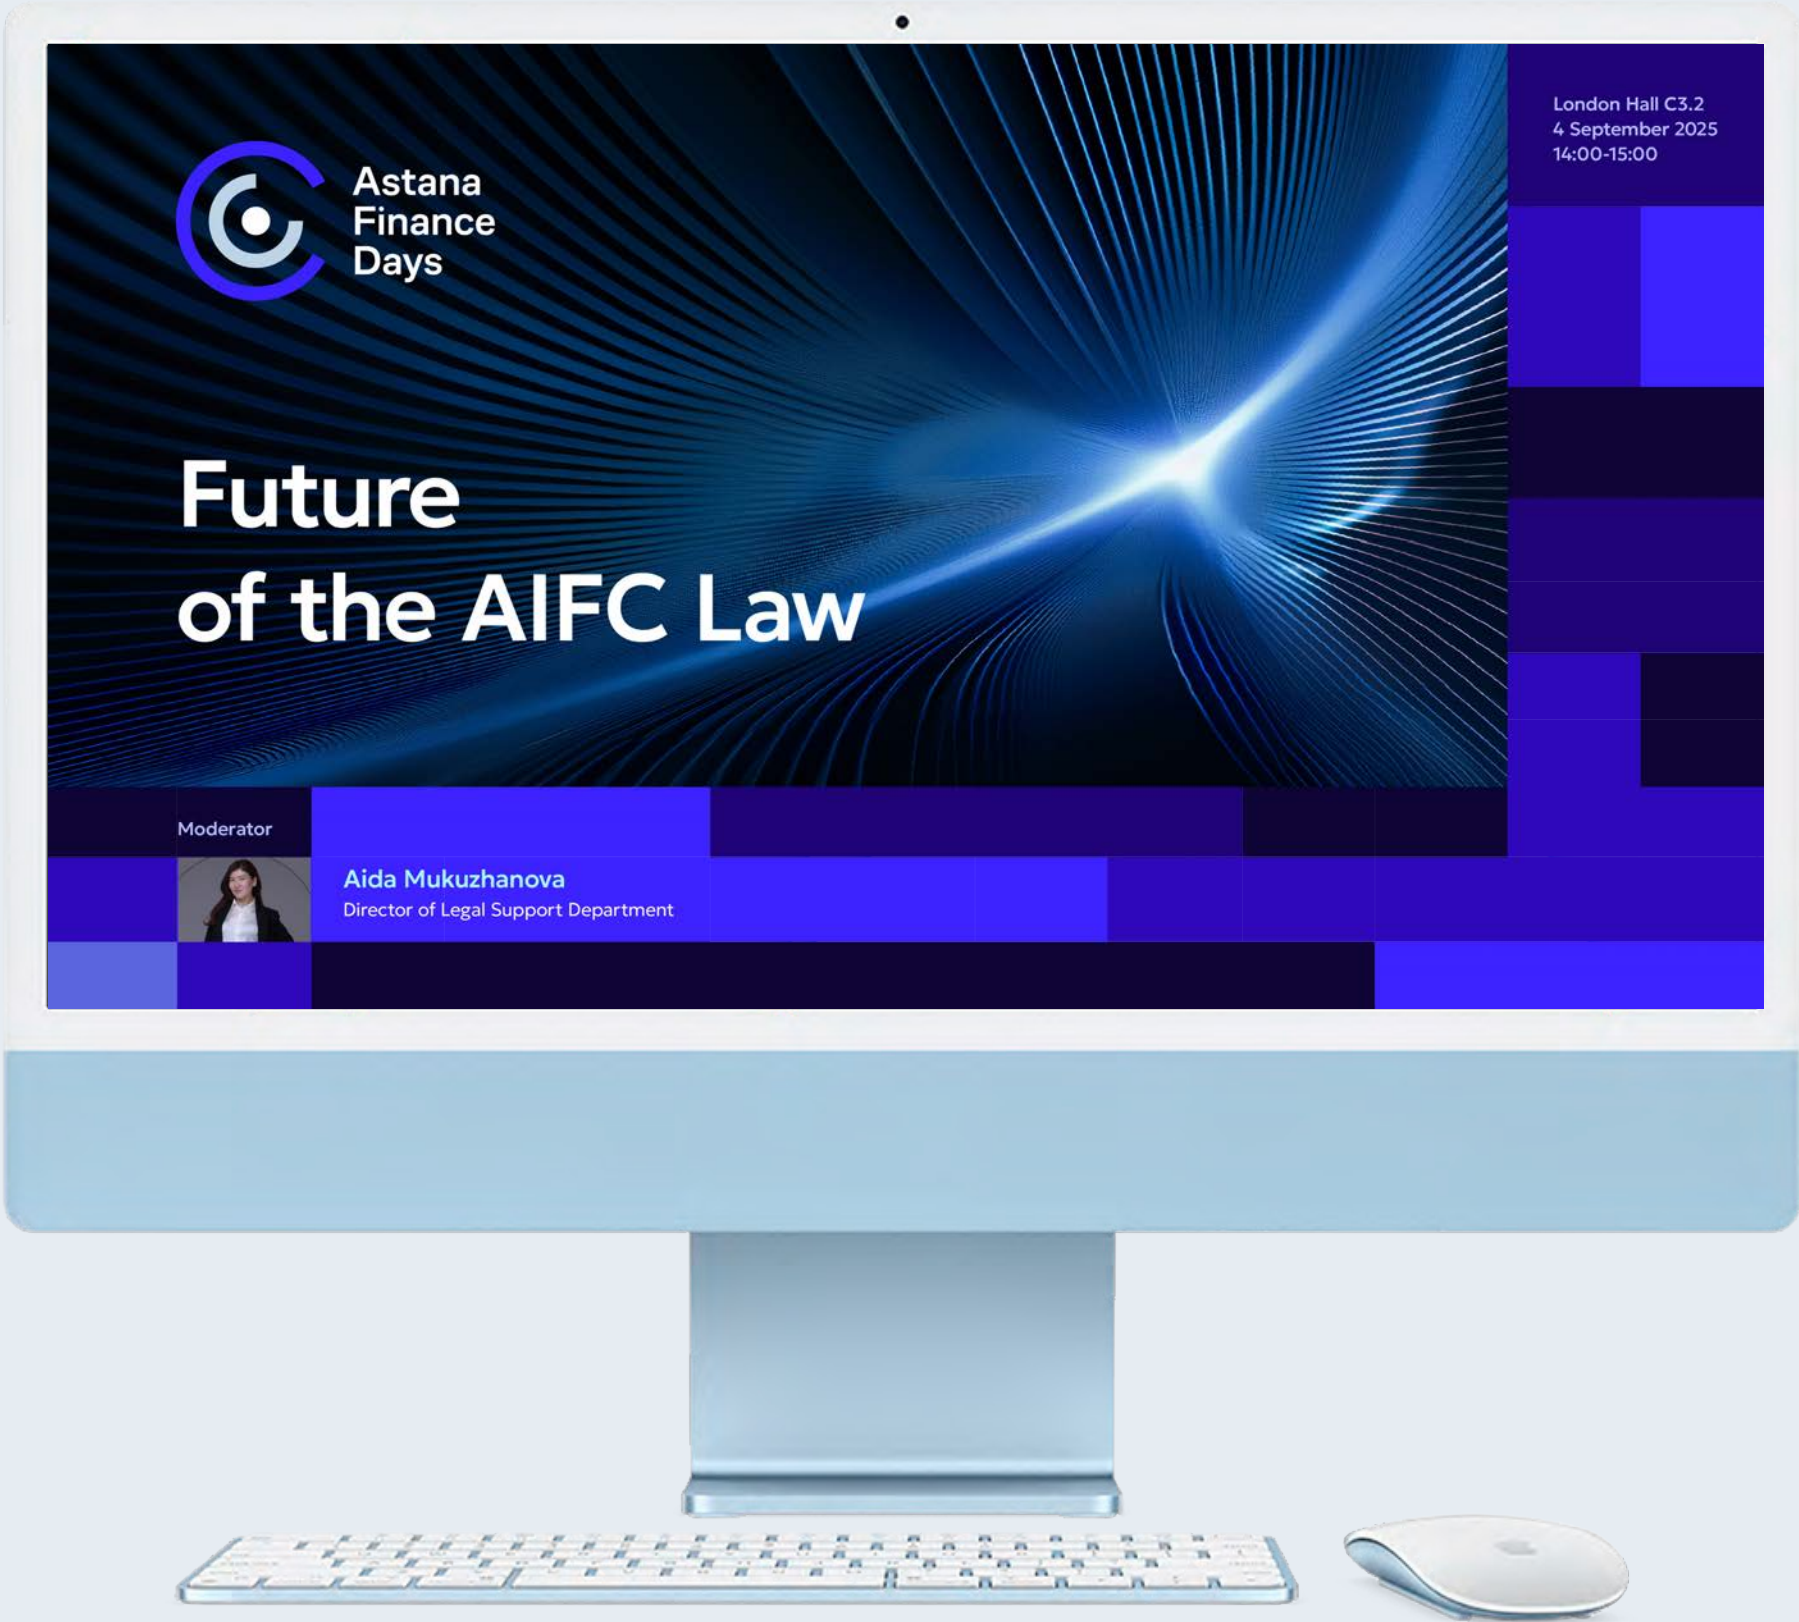 Astana
Finance
Days
London Hall C3.2
4 September 2025
14:00-15:00
Future
of the AIFC Law
Moderator
Aida Mukuzhanova
Director of Legal Support Department